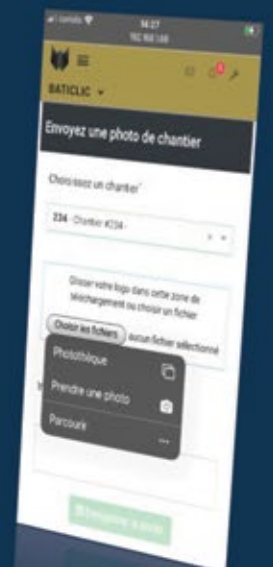 14:27
BATICLIC
Envoyez une photo de chantier
Choisissez un chantier*
234 - Chantier #234 -
Glisser votre logo dans cette zone de
téléchargement ou choisir un fichier
Choisir les fichiers aucun fichier sélectionné
Photothèque
Prendre une photo
Parcourir